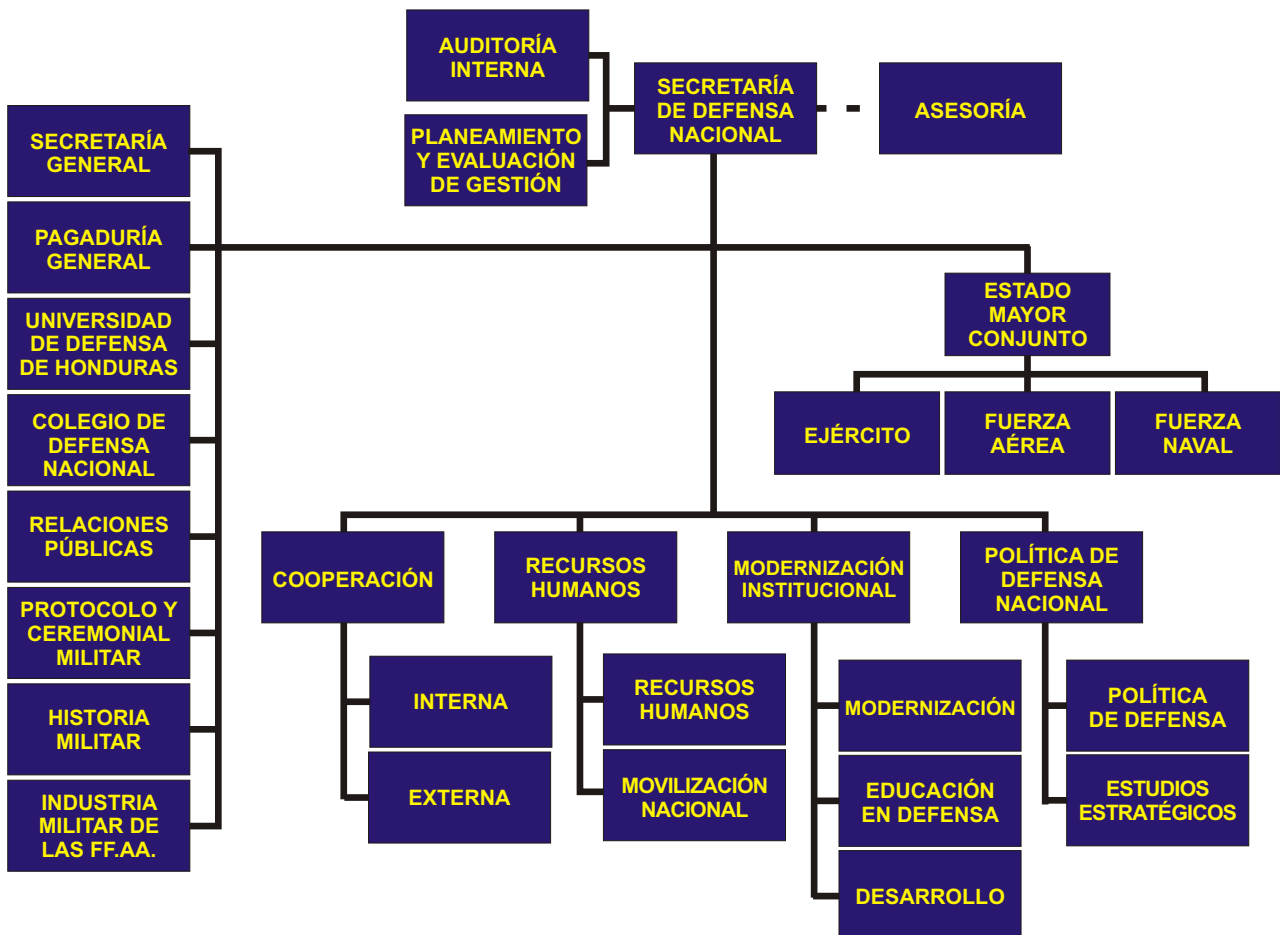 AUDITORÍA
INTERNA
SECRETARÍA
DE DEFENSA
NACIONAL
ASESORÍA
PLANEAMIENTO
Y EVALUACIÓN
DE GESTIÓN
SECRETARÍA
GENERAL
PAGADURÍA
GENERAL
UNIVERSIDAD
DE DEFENSA
DE HONDURAS
COLEGIO DE
DEFENSA
NACIONAL
RELACIONES
PÚBLICAS
PROTOCOLO Y
CEREMONIAL
MILITAR
HISTORIA
MILITAR
INDUSTRIA
MILITAR DE
LAS FF.AA.
ESTADO
MAYOR
CONJUNTO
EJÉRCITO
FUERZA
AÉREA
FUERZA
NAVAL
COOPERACIÓN
INTERNA
EXTERNA
RECURSOS
HUMANOS
RECURSOS
HUMANOS
MOVILIZACIÓN
NACIONAL
MODERNIZACIÓN
INSTITUCIONAL
MODERNIZACIÓN
EDUCACIÓN
EN DEFENSA
DESARROLLO
POLÍTICA DE
DEFENSA
NACIONAL
POLÍTICA
DE DEFENSA
ESTUDIOS
ESTRATÉGICOS